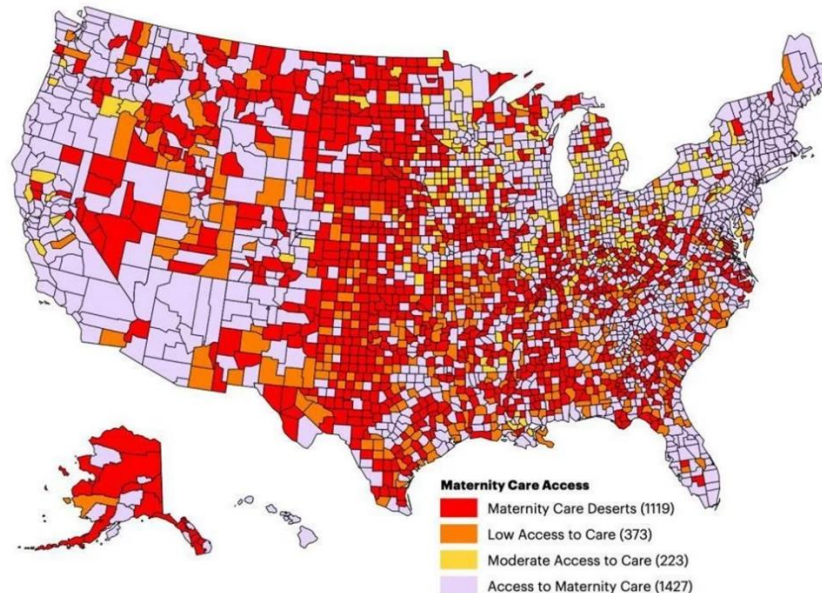 Maternity Care Access
Maternity Care Deserts (1119)
Low Access to Care (373)
Moderate Access to Care (223)
Access to Maternity Care (1427)